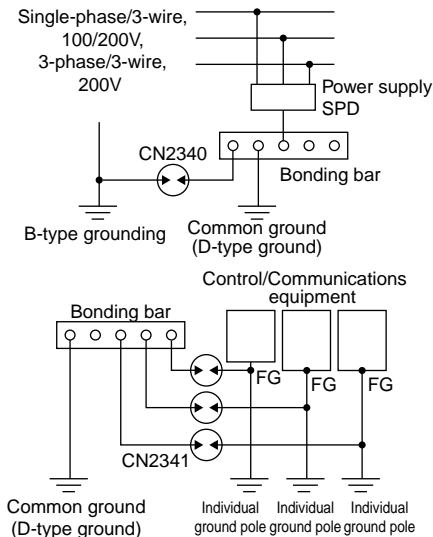 Single-phase/3-wire,
100/200V,
3-phase/3-wire,
200V
Power supply
SPD
CN2340
Bonding bar
B-type grounding
Common ground
(D-type ground)
Control/Communications
equipment
Bonding bar
FG
FG
FG
CN2341
Common ground
(D-type ground)
Individual
ground pole
Individual
ground pole
Individual
ground pole